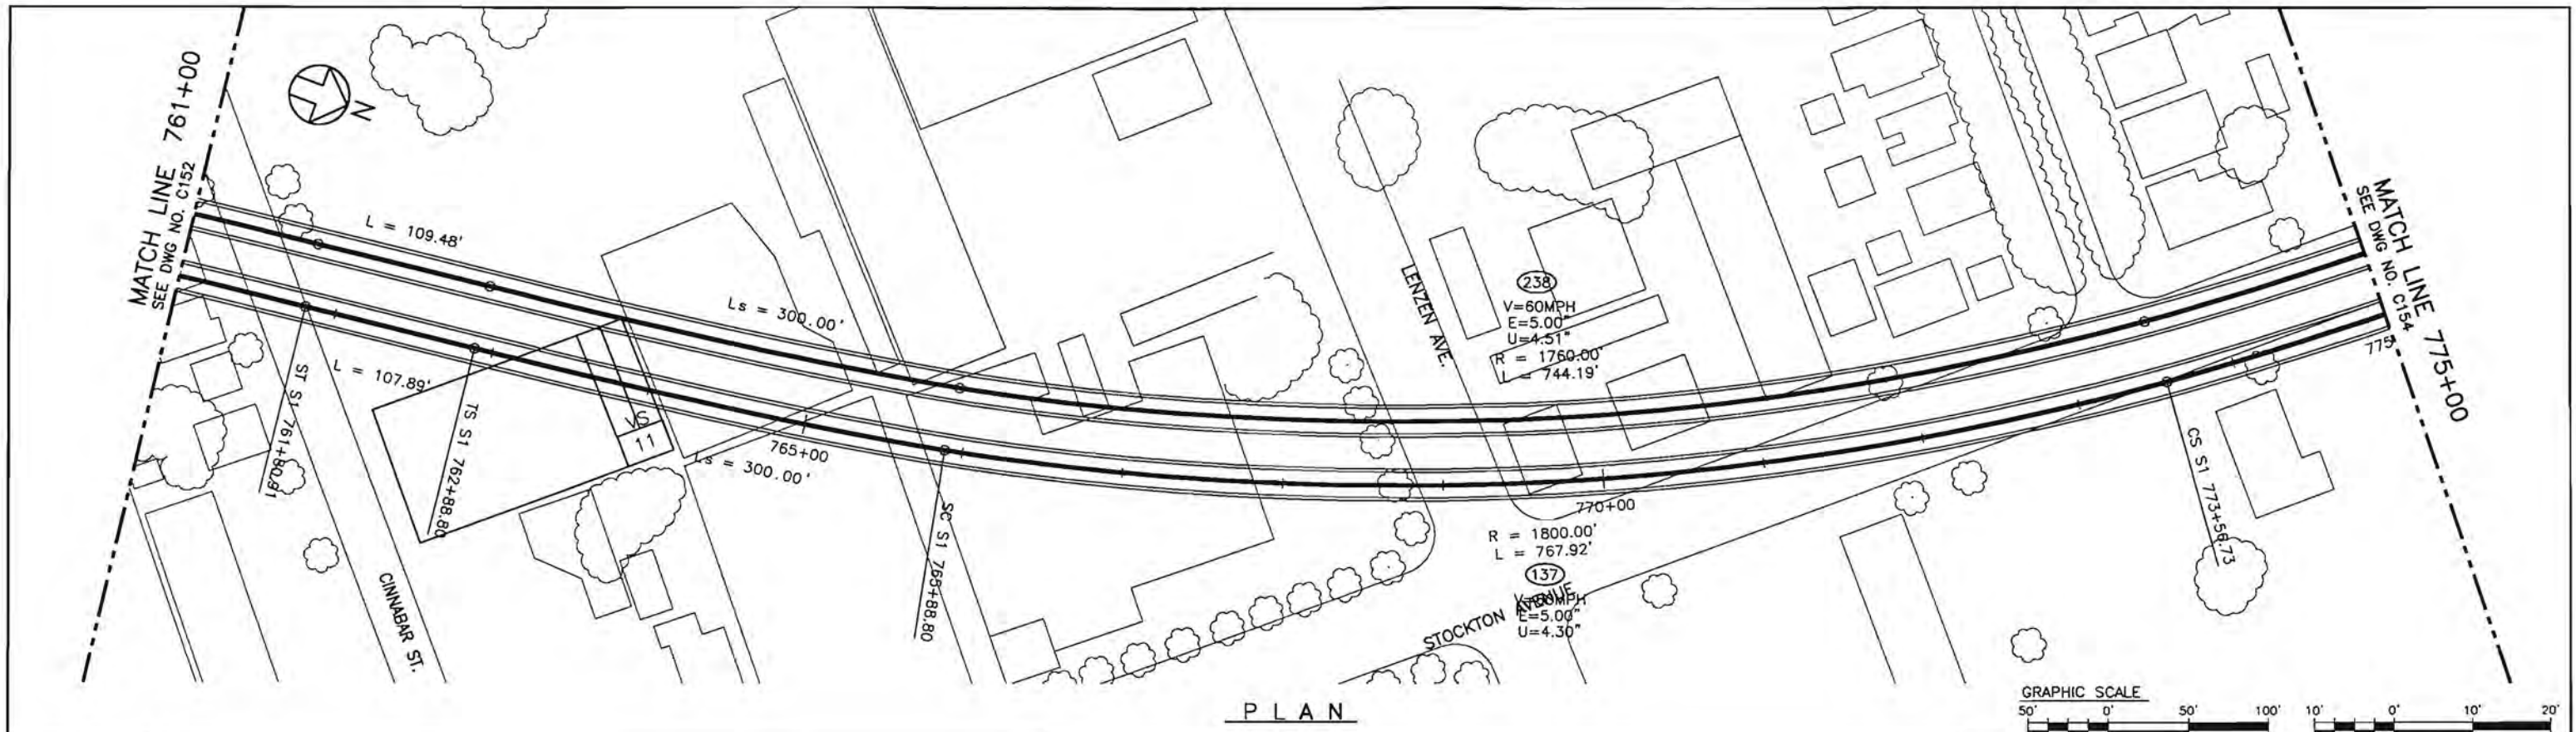 MATCH LINE 761+00
SEE DWG NO. C152
N
L = 109.48'
Ls = 300.00'
L = 107.89'
ST S1 761+80.91
TS S1 762+88.80
VS
11
765+00
Ls = 300.00'
SC S1 765+88.80
CINNABAR ST.
LENZEN AVE.
238
V=60MPH
E=5.00"
U=4.51"
R = 1760.00'
L = 744.19'
770+00
R = 1800.00'
L = 767.92'
137
V=60MPH
E=5.00"
U=4.30"
STOCKTON AVENUE
CS S1 773+56.73
775
MATCH LINE 775+00
SEE DWG NO. C154
PLAN
GRAPHIC SCALE
50' 0' 50' 100' 10' 0' 10' 20'